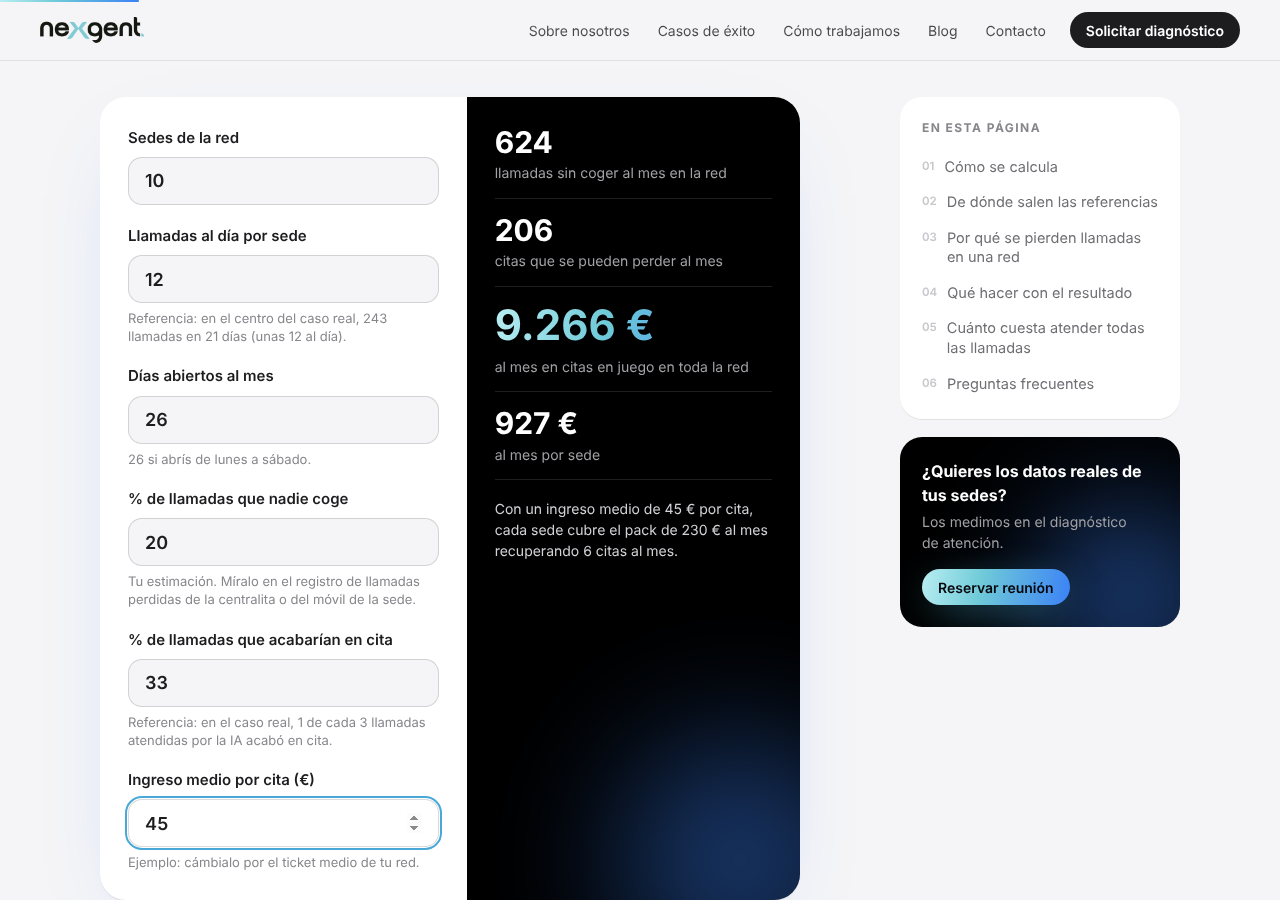 nexgent.
Sobre nosotros
Casos de éxito
Cómo trabajamos
Blog
Contacto
Solicitar diagnóstico
Sedes de la red
10
Llamadas al día por sede
12
Referencia: en el centro del caso real, 243
llamadas en 21 días (unas 12 al día).
Días abiertos al mes
26
26 si abrís de lunes a sábado.
% de llamadas que nadie coge
20
Tu estimación. Míralo en el registro de llamadas
perdidas de la centralita o del móvil de la sede.
% de llamadas que acabarían en cita
33
Referencia: en el caso real, 1 de cada 3 llamadas
atendidas por la IA acabó en cita.
Ingreso medio por cita (€)
45
Ejemplo: cámbialo por el ticket medio de tu red.
624
llamadas sin coger al mes en la red
206
citas que se pueden perder al mes
9.266 €
al mes en citas en juego en toda la red
927 €
al mes por sede
Con un ingreso medio de 45 € por cita,
cada sede cubre el pack de 230 € al mes
recuperando 6 citas al mes.
EN ESTA PÁGINA
01 Cómo se calcula
02 De dónde salen las referencias
03 Por qué se pierden llamadas
en una red
04 Qué hacer con el resultado
05 Cuánto cuesta atender todas
las llamadas
06 Preguntas frecuentes
¿Quieres los datos reales de
tus sedes?
Los medimos en el diagnóstico
de atención.
Reservar reunión